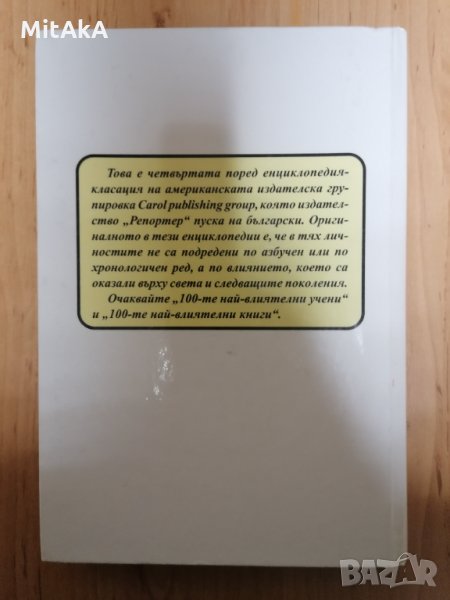 MitAkA
Това е четвъртата поред енциклопедия-
класация на американската издателска гру-
пировка Carol publishing group, която издател-
ство „Репортер“ пуска на български. Ориги-
налното в тези енциклопедии е, че в тях лич-
ностите не са подредени по азбучен или по
хронологичен ред, а по влиянието, което са
оказали върху света и следващите поколения.
Очаквайте „100-те най-влиятелни учени“
и „100-те най-влиятелни книги“.
BAZAR